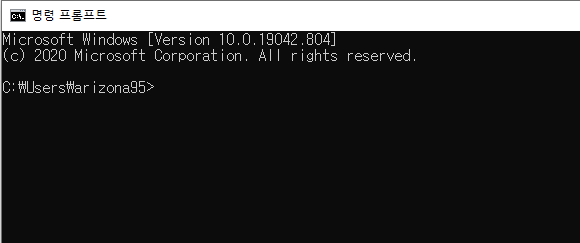 명령 프롬프트
Microsoft Windows [Version 10.0.19042.804]
(c) 2020 Microsoft Corporation. All rights reserved.
C:₩Users₩arizona95>